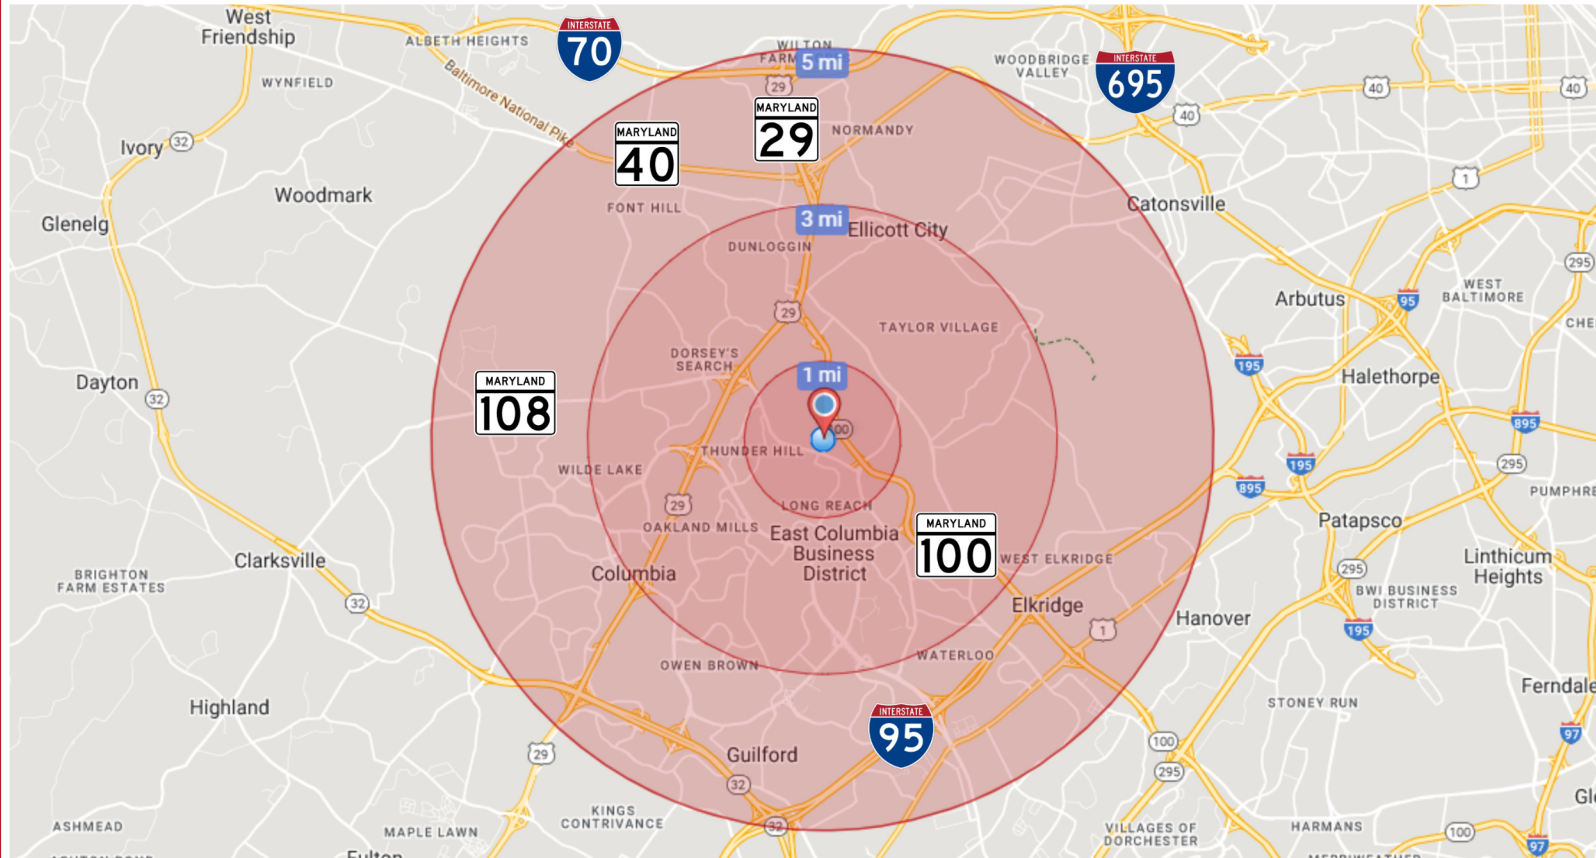 West
Friendship
ALBETH HEIGHTS
INTERSTATE
70
WILTON
FARM
5 mi
WOODBRIDGE
VALLEY
INTERSTATE
695
WYNFIELD
Baltimore National Pike
29
40
40
40
MARYLAND
29
MARYLAND
40
NORMANDY
Ivory
32
1
Woodmark
FONT HILL
Catonsville
Glenelg
3 mi
Ellicott City
DUNLOGGIN
295
WEST
BALTIMORE
95
Arbutus
29
TAYLOR VILLAGE
CHE
DORSEY'S
SEARCH
195
1 mi
Halethorpe
Dayton
32
MARYLAND
108
100
895
THUNDER HILL
WILDE LAKE
195
295
895
PUMPHRE
29
LONG REACH
OAKLAND MILLS
East Columbia
Business
District
MARYLAND
100
Patapsco
WEST ELKRIDGE
Linthicum
Heights
Clarksville
Columbia
295
BRIGHTON
FARM ESTATES
BWI BUSINESS
DISTRICT
32
Elkridge
Hanover
1
195
OWEN BROWN
WATERLOO
Ferndale
Highland
STONEY RUN
INTERSTATE
95
97
29
Guilford
100
295
32
KINGS
CONTRIVANCE
ASHMEAD
MAPLE LAWN
32
VILLAGES OF
DORCHESTER
HARMANS
100
97
Gl
Fulton